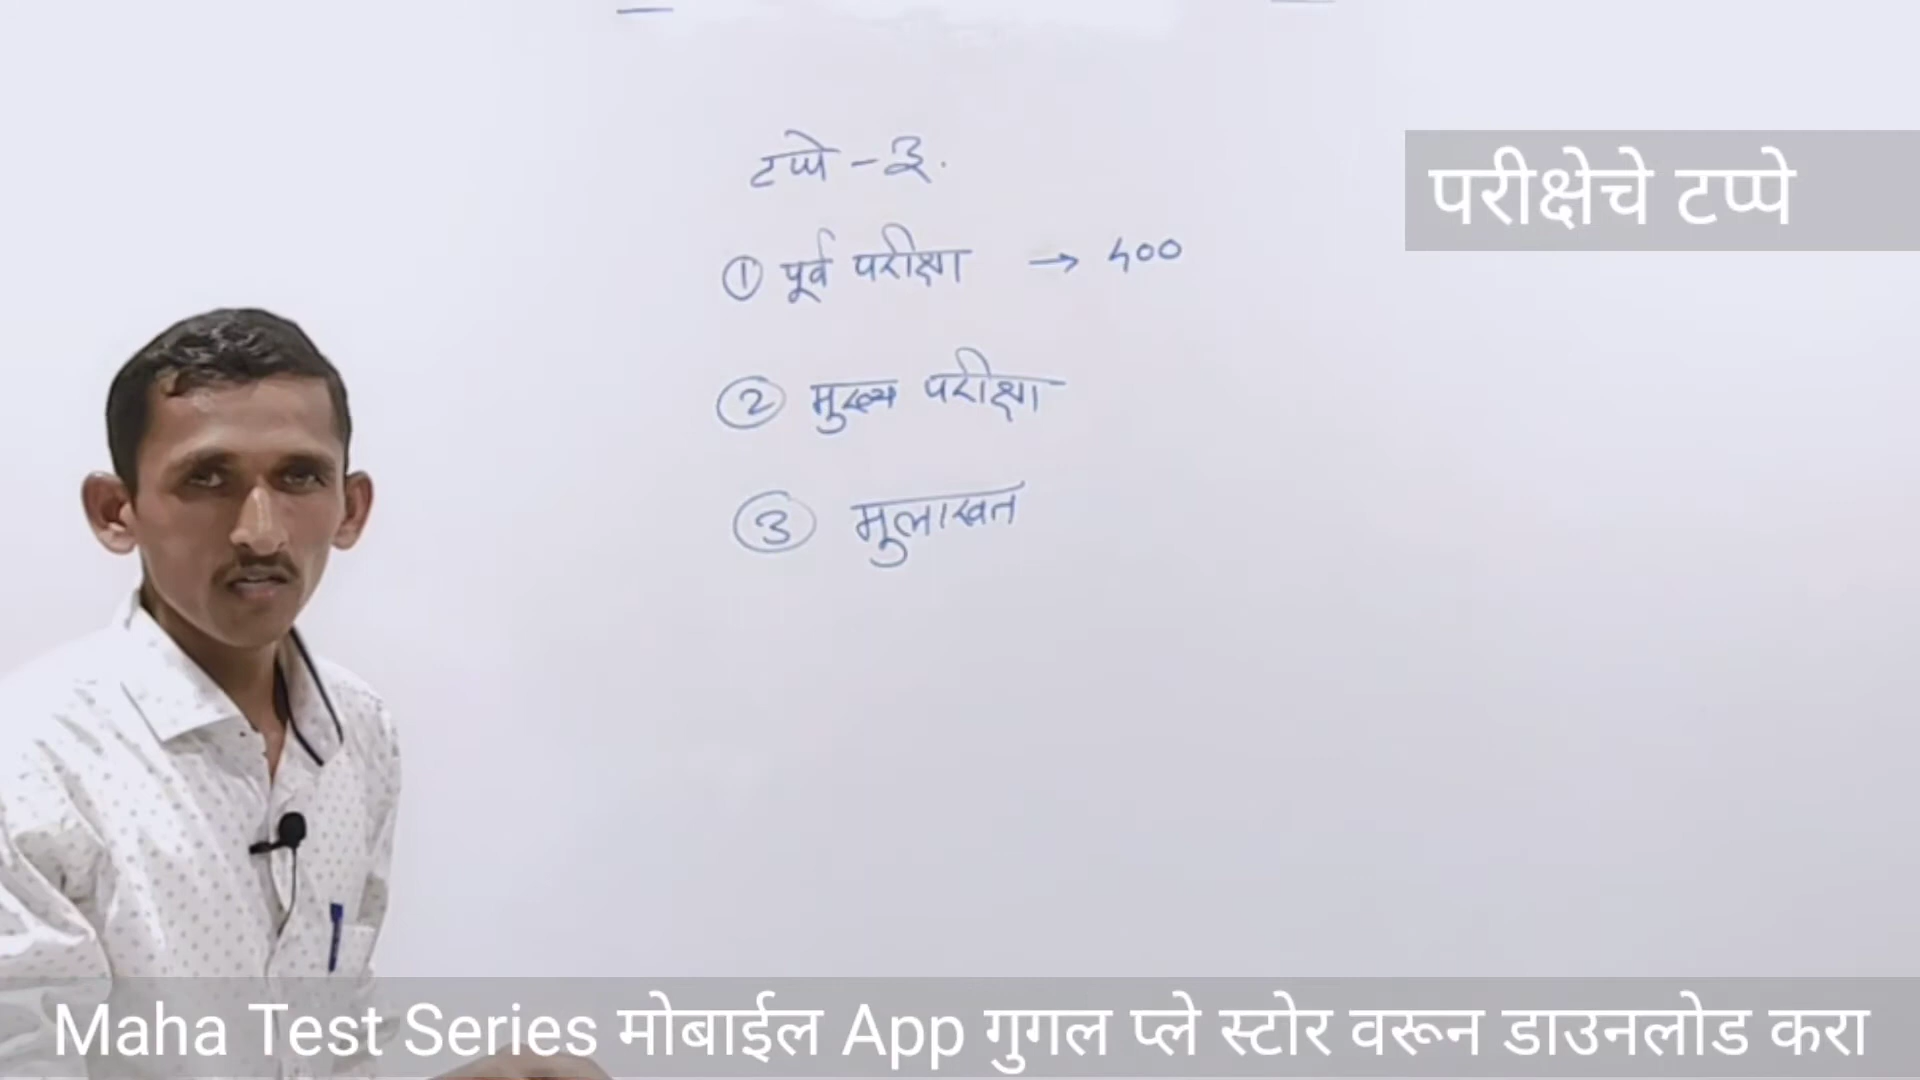 टप्पे - ३.
परीक्षेचे टप्पे
① पूर्व परीक्षा → 400
② मुख्य परीक्षा
③ मुलाखत
Maha Test Series मोबाईल App गुगल प्ले स्टोर वरून डाउनलोड करा